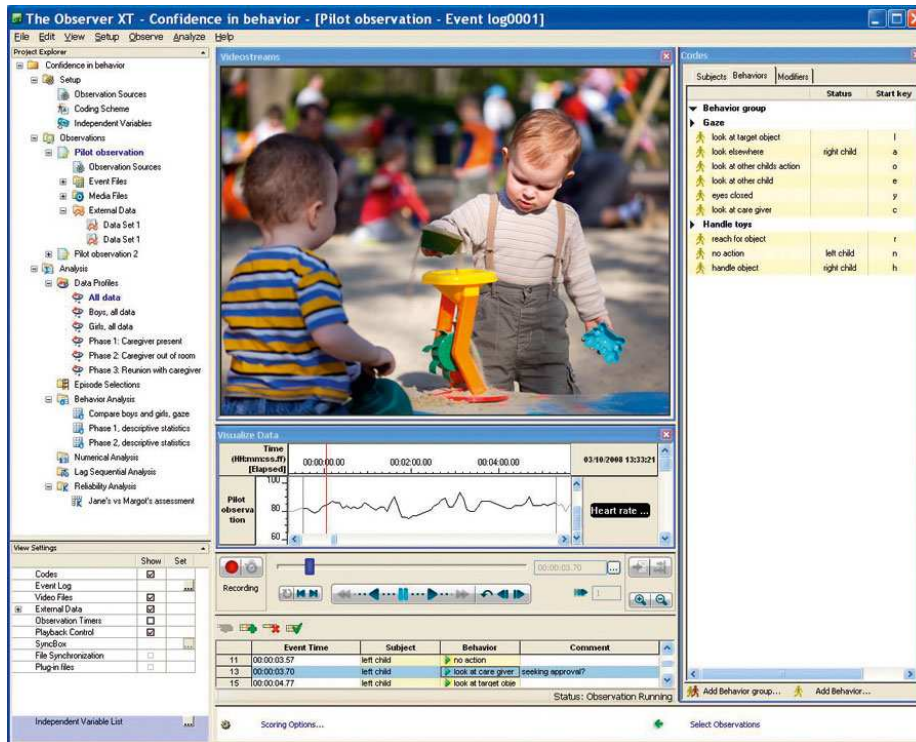 The Observer XT - Confidence in behavior - [Pilot observation - Event log0001]
File Edit View Setup Observe Analyze Help
Project Explorer
Confidence in behavior
Setup
Observation Sources
Coding Scheme
Independent Variables
Observations
Pilot observation
Observation Sources
Event Files
Media Files
External Data
Data Set 1
Data Set 1
Pilot observation 2
Analysis
Data Profiles
All data
Boys, all data
Girls, all data
Phase 1: Caregiver present
Phase 2: Caregiver out of room
Phase 3: Reunion with caregiver
Episode Selections
Behavior Analysis
Compare boys and girls, gaze
Phase 1, descriptive statistics
Phase 2, descriptive statistics
Numerical Analysis
Lag Sequential Analysis
Reliability Analysis
Jane's vs Margot's assessment
View Settings
Show Set
Codes
Event Log ...
Video Files
External Data
Observation Timers
Playback Control
SyncBox ...
File Synchronization
Plug-in files
Independent Variable List ...
Videostreams
Visualize Data
Time
(HH:mm:ss.ff)
[Elapsed]
00:00:00.00 00:02:00.00 00:04:00.00
03/10/2008 13:33:21
Pilot
observa
tion
100
80
60
Heart rate ...
Recording
00:00:03.70 ...
1
Event Time Subject Behavior Comment
11 00:00:03.57 left child no action
13 00:00:03.70 left child look at care giver seeking approval?
15 00:00:04.77 left child look at target obje
Status: Observation Running
Scoring Options...
Select Observations
Codes
Subjects Behaviors Modifiers
Status Start key
Behavior group
Gaze
look at target object l
look elsewhere right child a
look at other childs action o
look at other child e
eyes closed y
look at care giver c
Handle toys
reach for object r
no action left child n
handle object right child h
Add Behavior group... Add Behavior...